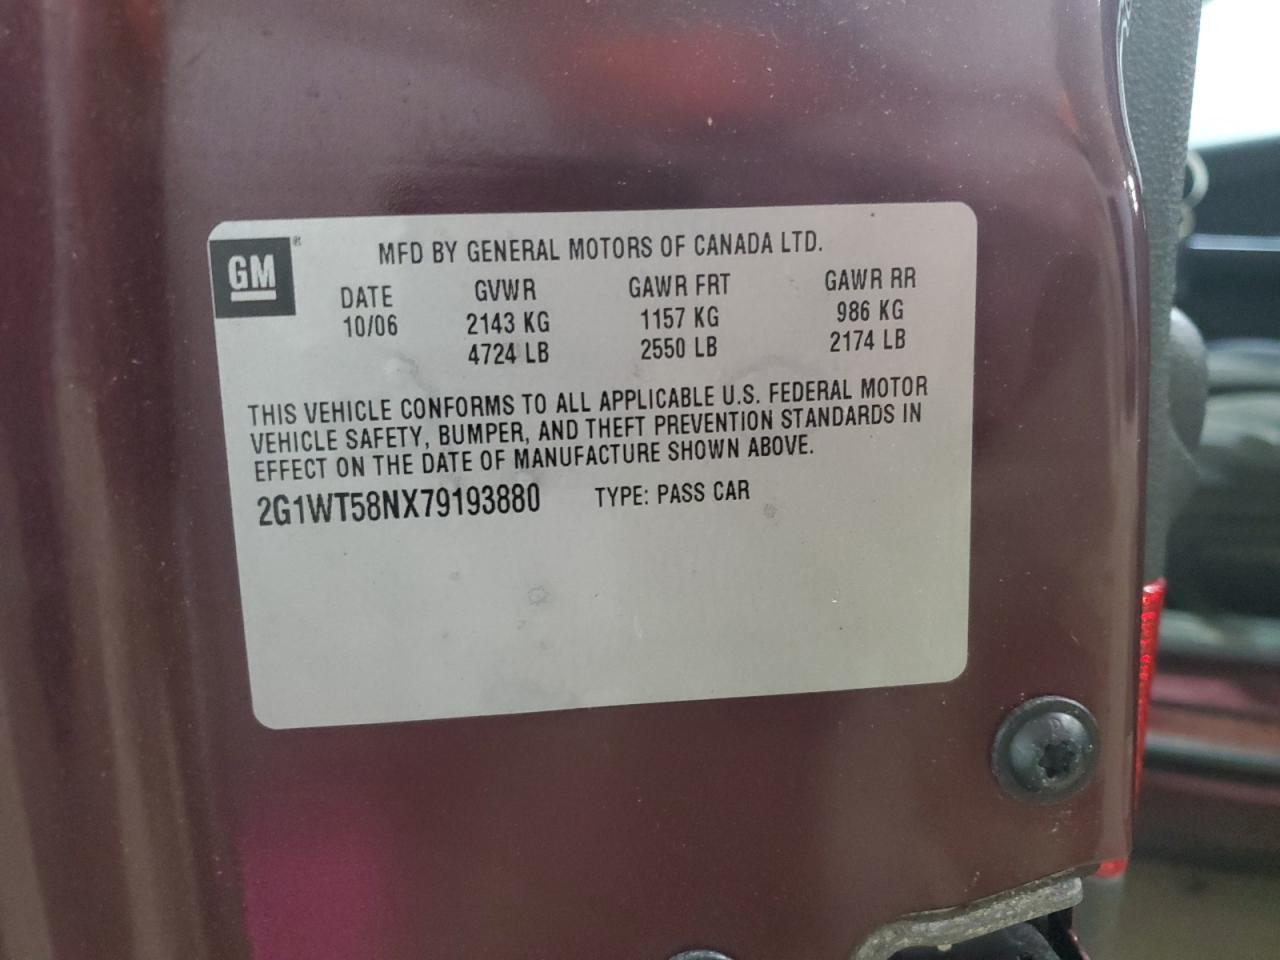 GM ®
MFD BY GENERAL MOTORS OF CANADA LTD.
DATE GVWR GAWR FRT GAWR RR
10/06 2143 KG 1157 KG 986 KG
4724 LB 2550 LB 2174 LB
THIS VEHICLE CONFORMS TO ALL APPLICABLE U.S. FEDERAL MOTOR
VEHICLE SAFETY, BUMPER, AND THEFT PREVENTION STANDARDS IN
EFFECT ON THE DATE OF MANUFACTURE SHOWN ABOVE.
2G1WT58NX79193880 TYPE: PASS CAR